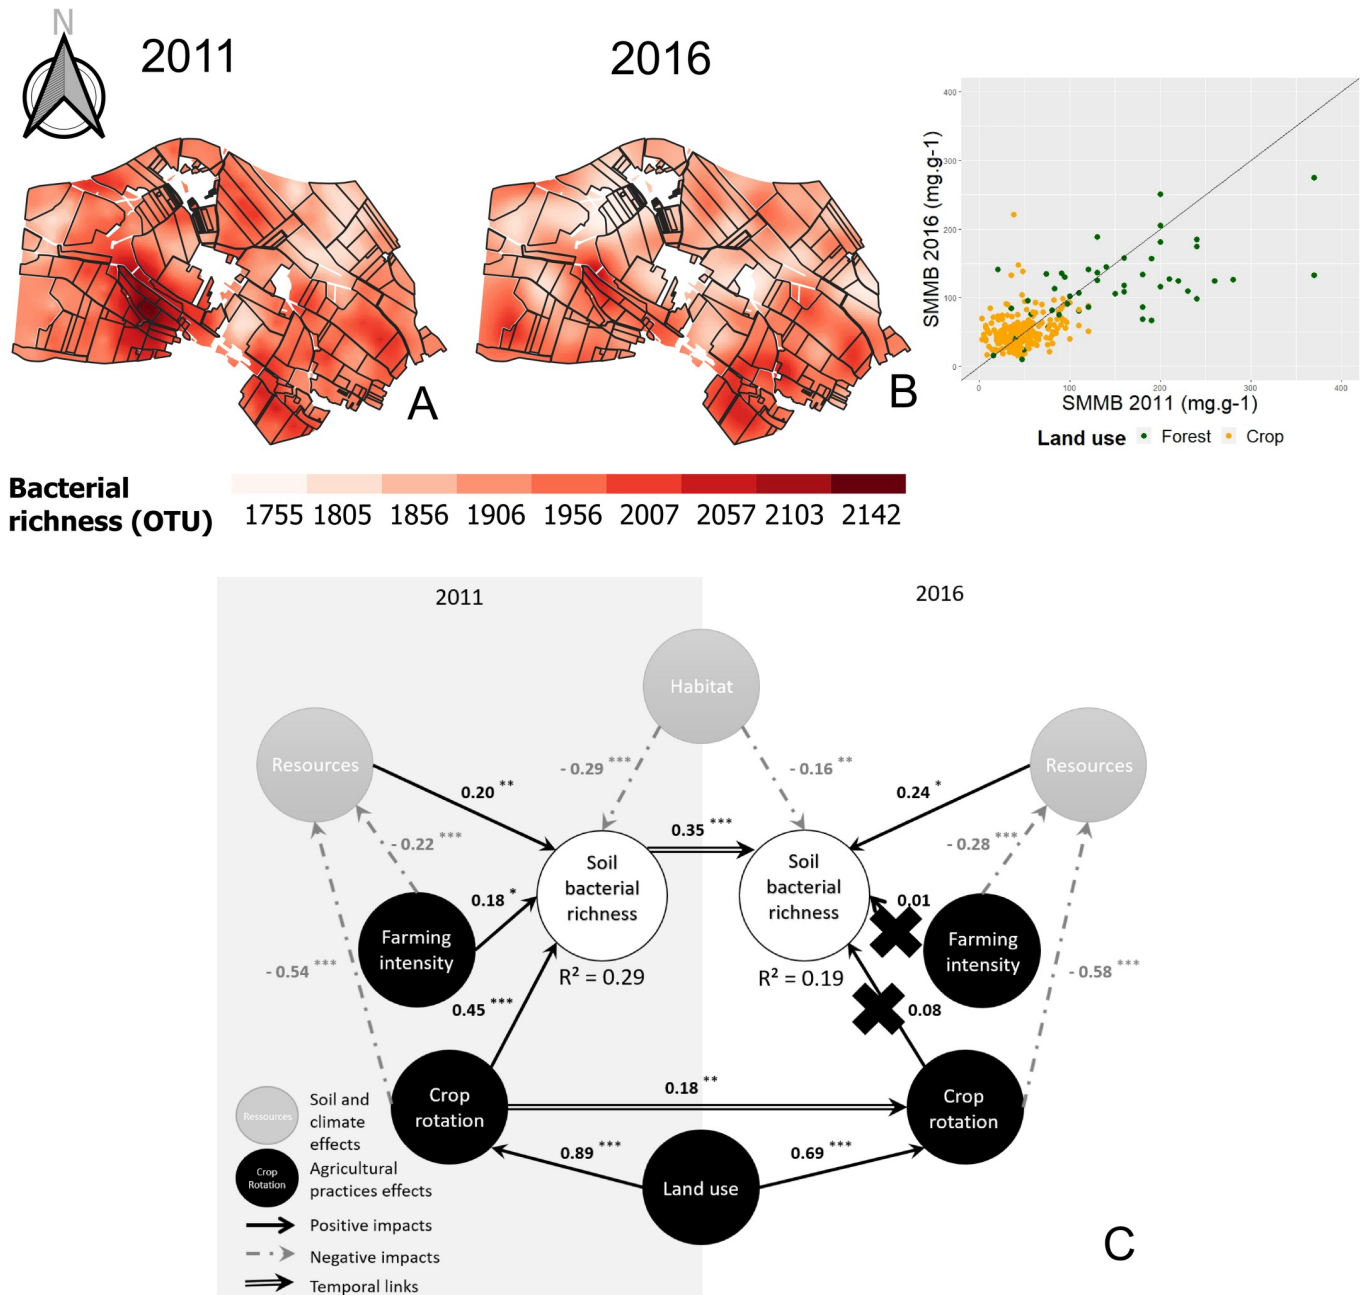 N
2011
2016
A
B
400
300
200
100
0
SMMB 2016 (mg.g-1)
0
100
200
300
400
SMMB 2011 (mg.g-1)
Land use Forest Crop
Bacterial
richness (OTU)
1755 1805 1856 1906 1956 2007 2057 2103 2142
2011
2016
Habitat
Resources
Resources
- 0.29 ***
- 0.16 **
0.20 **
0.24 *
0.35 ***
- 0.22 ***
- 0.28 ***
Soil
bacterial
richness
Soil
bacterial
richness
0.18 *
0.01
Farming
intensity
Farming
intensity
R² = 0.29
R² = 0.19
- 0.54 ***
- 0.58 ***
0.45 ***
0.08
Crop
rotation
0.18 **
Crop
rotation
0.89 ***
0.69 ***
Land use
Ressources
Soil and
climate
effects
Crop
Rotation
Agricultural
practices effects
Positive impacts
Negative impacts
Temporal links
C